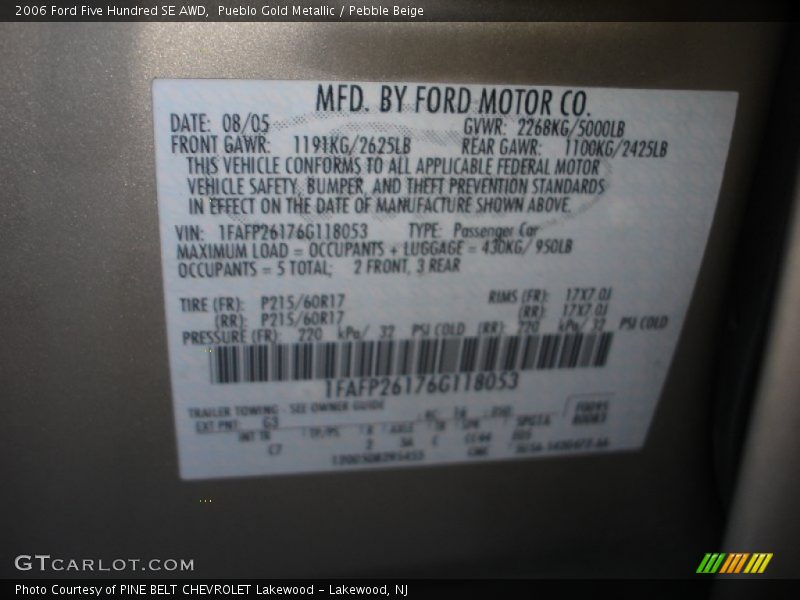 2006 Ford Five Hundred SE AWD,  Pueblo Gold Metallic / Pebble Beige
MFD. BY FORD MOTOR CO.
DATE: 08/05 GVWR: 2268KG/5000LB
FRONT GAWR: 1191KG/2625LB REAR GAWR: 1100KG/2425LB
THIS VEHICLE CONFORMS TO ALL APPLICABLE FEDERAL MOTOR
VEHICLE SAFETY, BUMPER, AND THEFT PREVENTION STANDARDS
IN EFFECT ON THE DATE OF MANUFACTURE SHOWN ABOVE.
VIN: 1FAFP26176G118053 TYPE: Passenger Car
MAXIMUM LOAD = OCCUPANTS + LUGGAGE = 430KG/ 950LB
OCCUPANTS = 5 TOTAL; 2 FRONT, 3 REAR
TIRE (FR): P215/60R17 RIMS (FR): 17X7.0J
(RR): P215/60R17 (RR): 17X7.0J
PRESSURE (FR): 220 kPa/ 32 PSI COLD (RR): 220 kPa/ 32 PSI COLD
1FAFP26176G118053
TRAILER TOWING - SEE OWNER GUIDE
EXT PNT: G3
INT TR
C7
GTCARLOT.COM
Photo Courtesy of PINE BELT CHEVROLET Lakewood - Lakewood, NJ